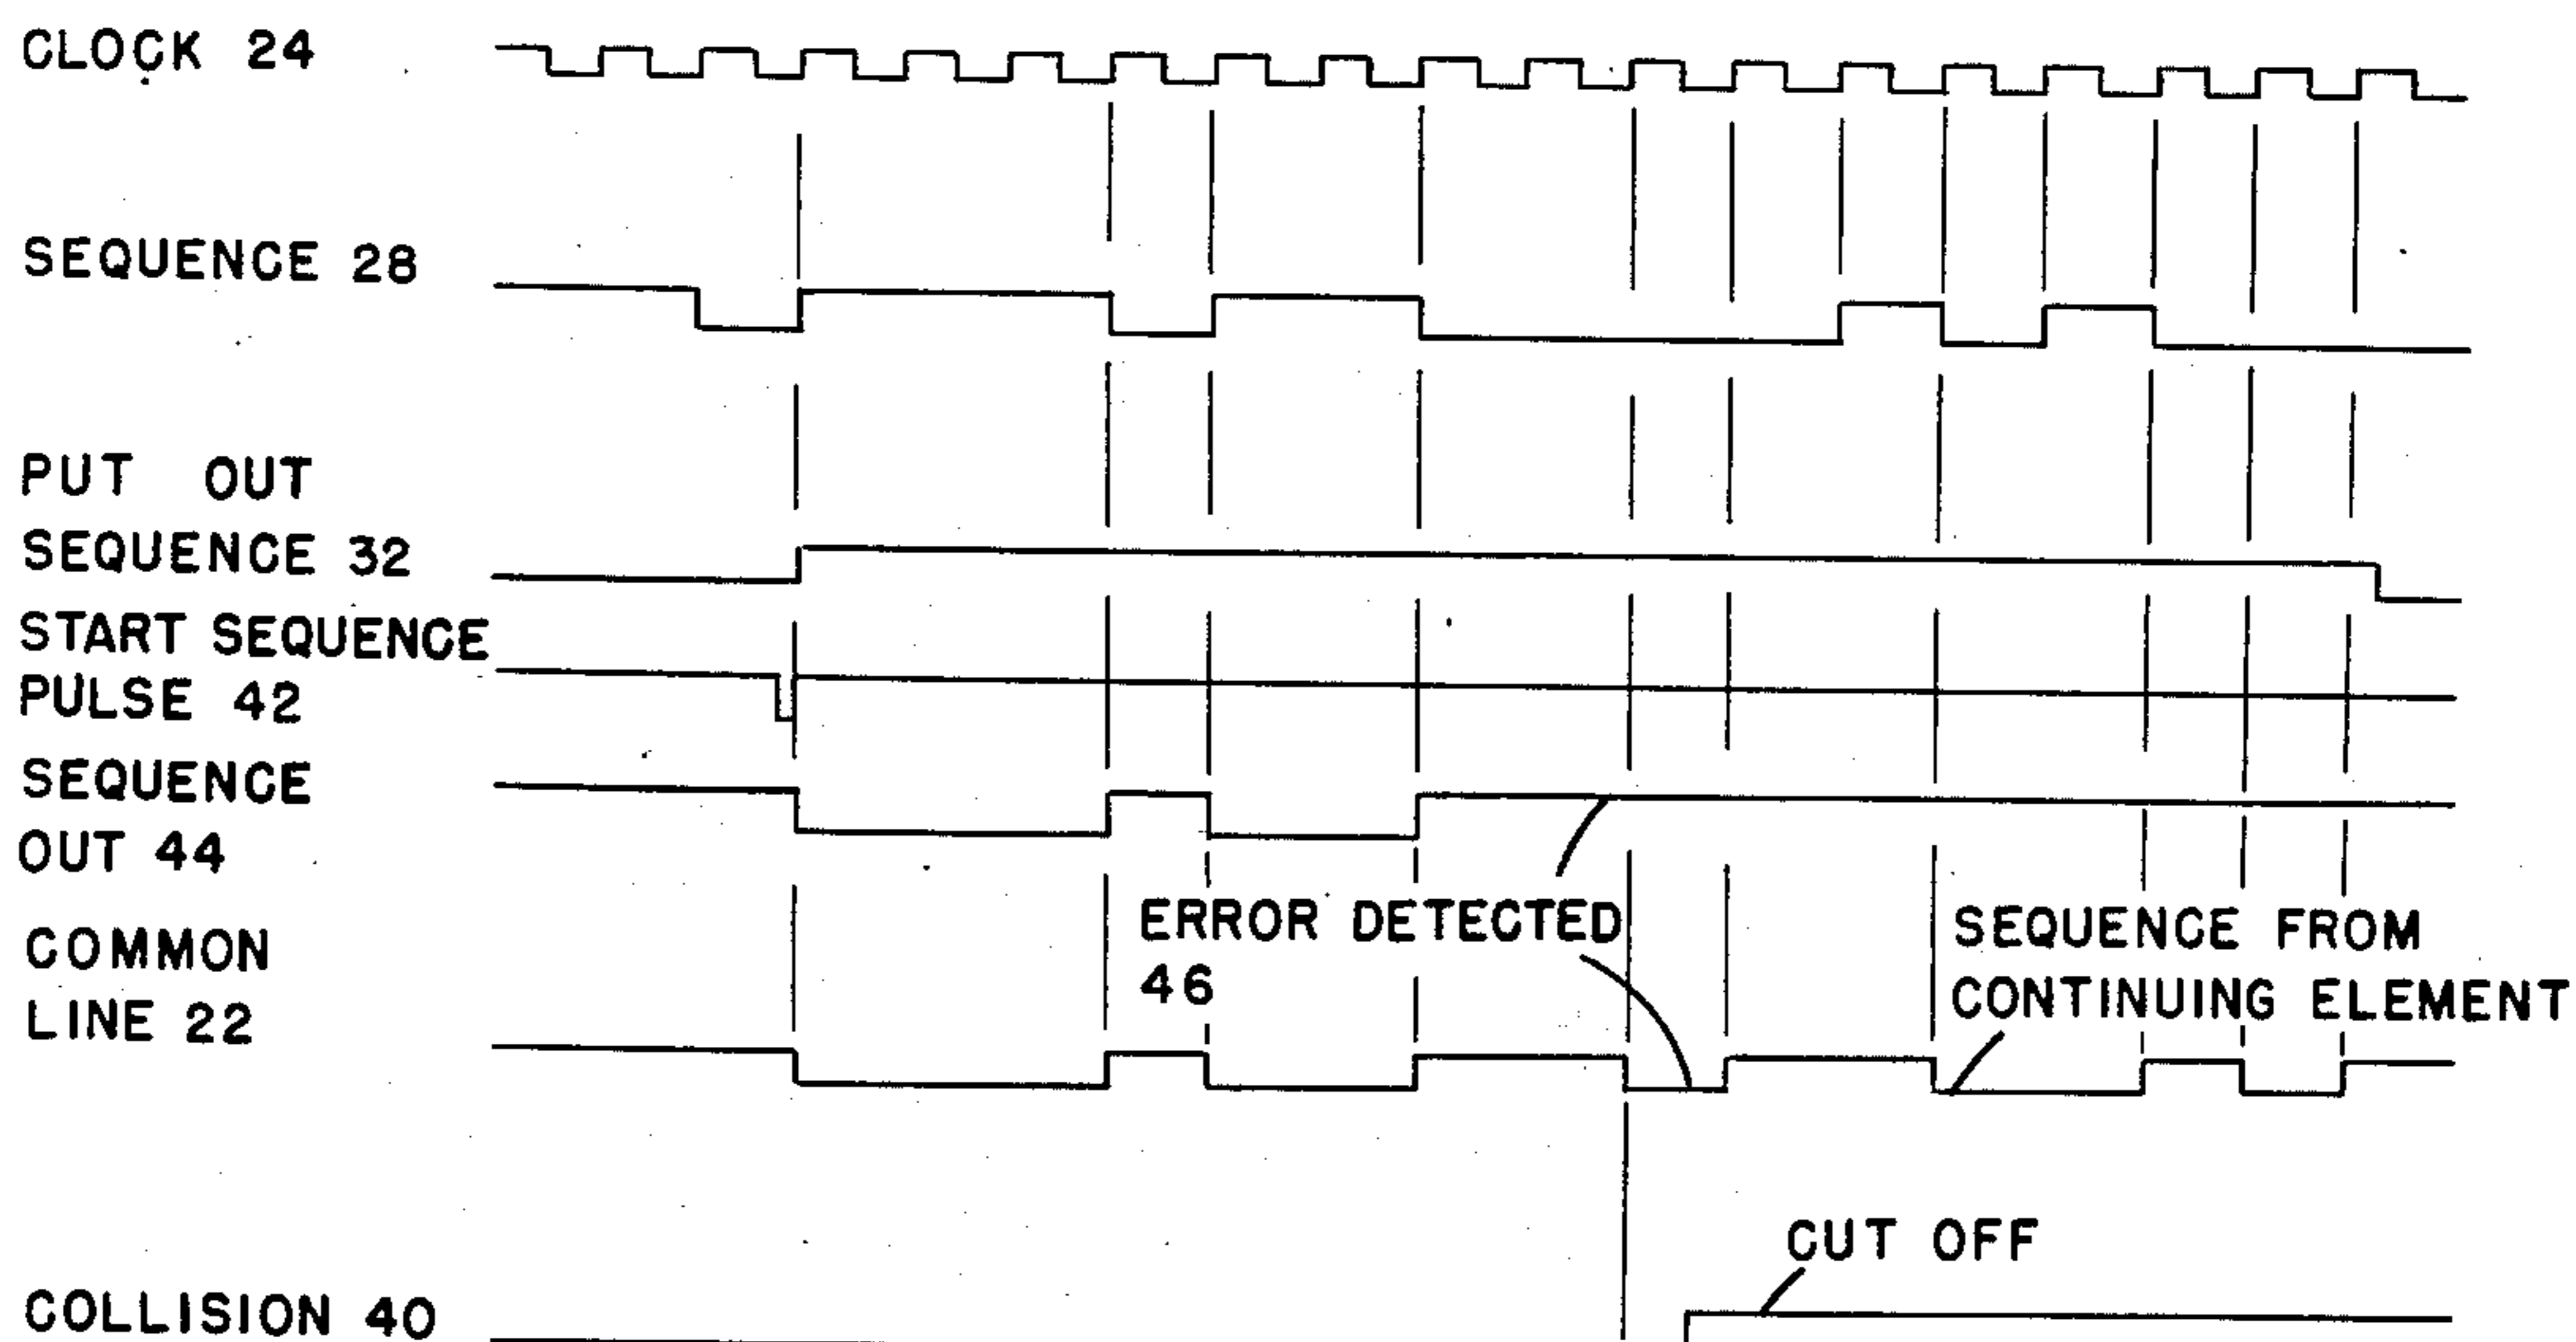 CLOCK 24
SEQUENCE 28
PUT OUT
SEQUENCE 32
START SEQUENCE
PULSE 42
SEQUENCE
OUT 44
ERROR DETECTED
46
SEQUENCE FROM
CONTINUING ELEMENT
COMMON
LINE 22
CUT OFF
COLLISION 40